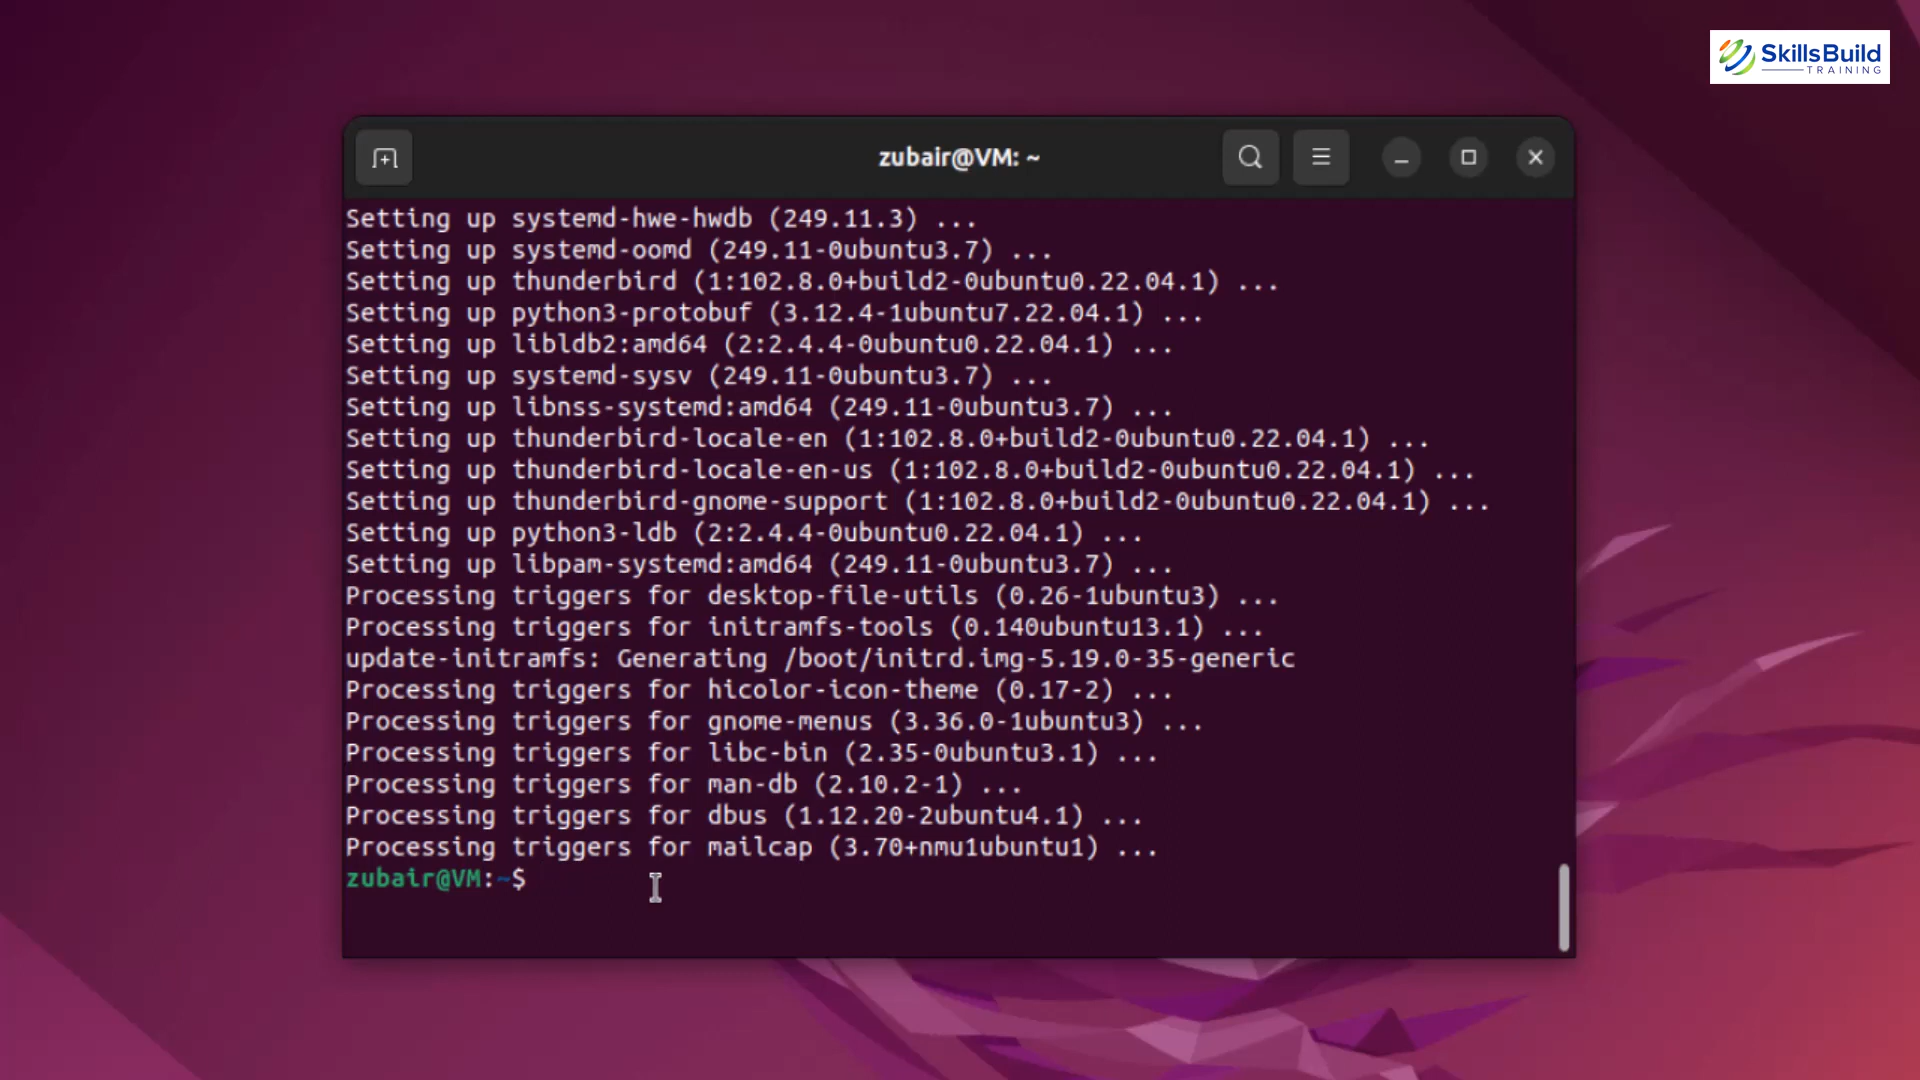 SkillsBuild
TRAINING
zubair@VM: ~
Setting up systemd-hwe-hwdb (249.11.3) ...
Setting up systemd-oomd (249.11-0ubuntu3.7) ...
Setting up thunderbird (1:102.8.0+build2-0ubuntu0.22.04.1) ...
Setting up python3-protobuf (3.12.4-1ubuntu7.22.04.1) ...
Setting up libldb2:amd64 (2:2.4.4-0ubuntu0.22.04.1) ...
Setting up systemd-sysv (249.11-0ubuntu3.7) ...
Setting up libnss-systemd:amd64 (249.11-0ubuntu3.7) ...
Setting up thunderbird-locale-en (1:102.8.0+build2-0ubuntu0.22.04.1) ...
Setting up thunderbird-locale-en-us (1:102.8.0+build2-0ubuntu0.22.04.1) ...
Setting up thunderbird-gnome-support (1:102.8.0+build2-0ubuntu0.22.04.1) ...
Setting up python3-ldb (2:2.4.4-0ubuntu0.22.04.1) ...
Setting up libpam-systemd:amd64 (249.11-0ubuntu3.7) ...
Processing triggers for desktop-file-utils (0.26-1ubuntu3) ...
Processing triggers for initramfs-tools (0.140ubuntu13.1) ...
update-initramfs: Generating /boot/initrd.img-5.19.0-35-generic
Processing triggers for hicolor-icon-theme (0.17-2) ...
Processing triggers for gnome-menus (3.36.0-1ubuntu3) ...
Processing triggers for libc-bin (2.35-0ubuntu3.1) ...
Processing triggers for man-db (2.10.2-1) ...
Processing triggers for dbus (1.12.20-2ubuntu4.1) ...
Processing triggers for mailcap (3.70+nmu1ubuntu1) ...
zubair@VM:~$